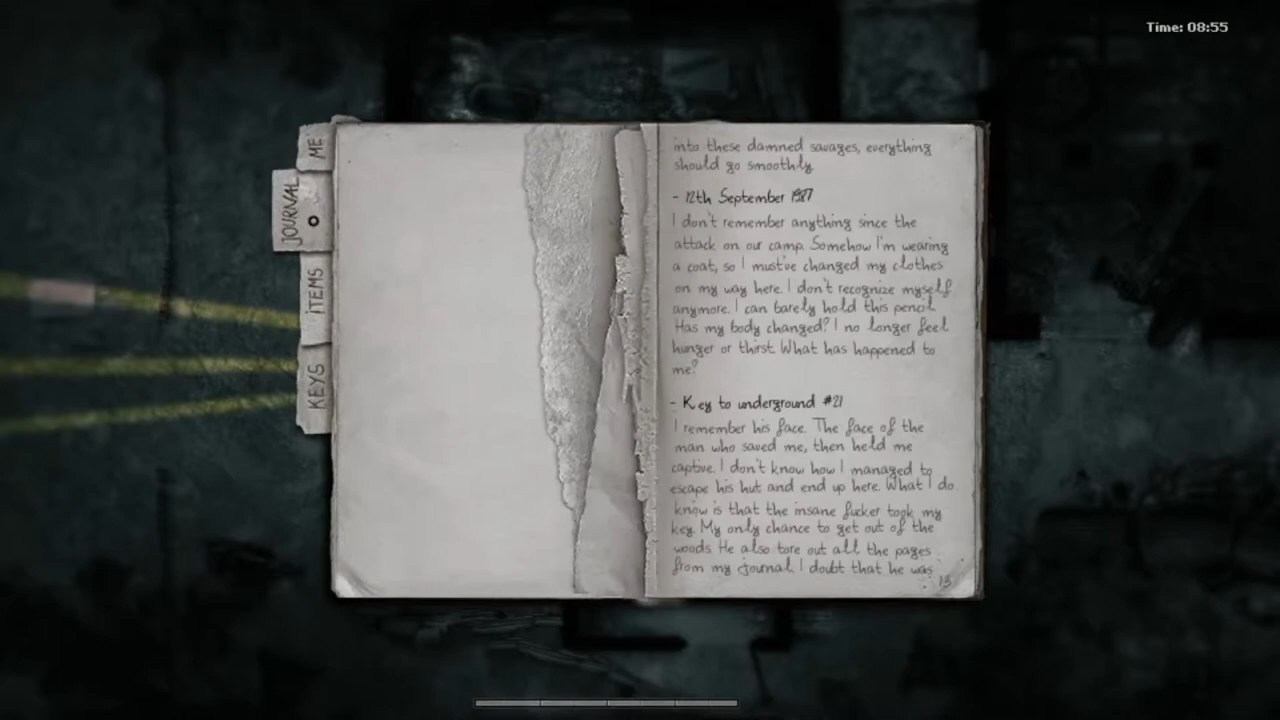 Time: 08:55
ME
JOURNAL
ITEMS
KEYS
into these damned savages, everything
should go smoothly.
- 12th September 1987
I don't remember anything since the
attack on our camp. Somehow I'm wearing
a coat, so I must've changed my clothes
on my way here. I don't recognize myself
anymore. I can barely hold this pencil.
Has my body changed? I no longer feel
hunger or thirst. What has happened to
me?
- Key to underground #21
I remember his face. The face of the
man who saved me, then held me
captive. I don't know how I managed to
escape his hut and end up here. What I do
know is that the insane fucker took my
key. My only chance to get out of the
woods. He also tore out all the pages
from my journal. I doubt that he was
13